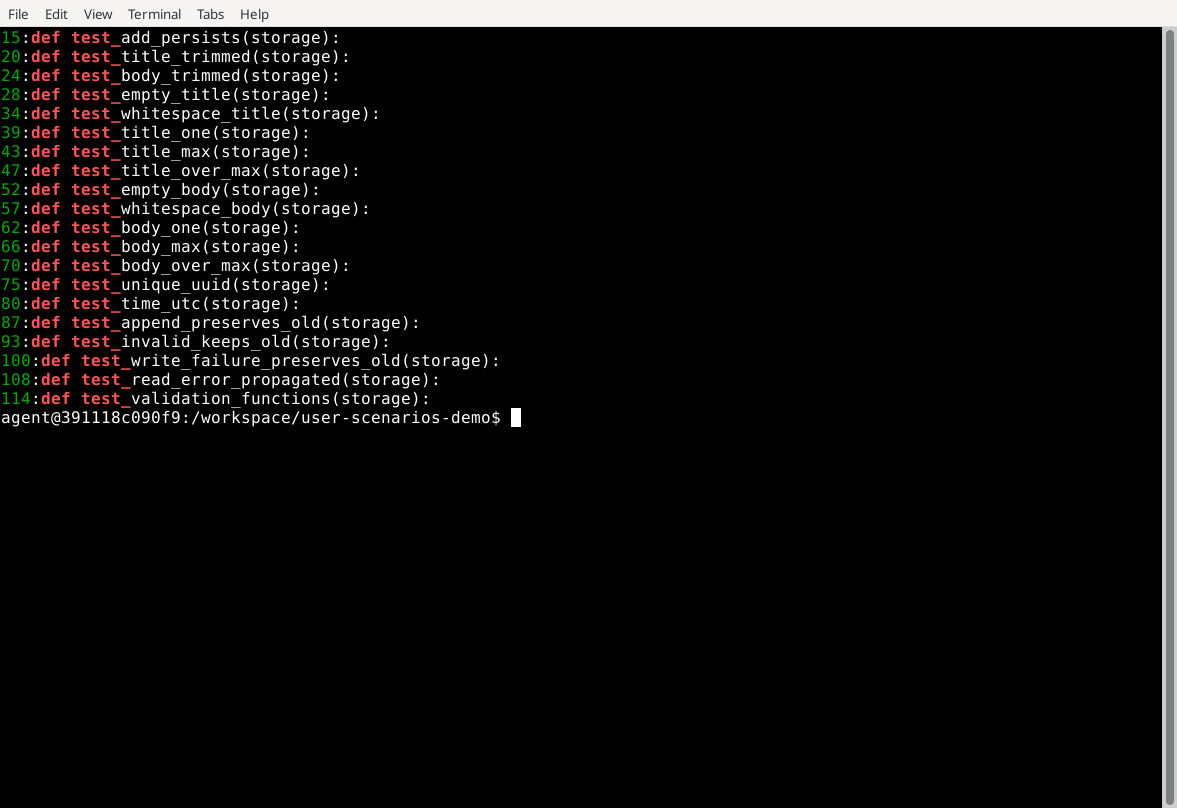 File Edit View Terminal Tabs Help
15:def test_add_persists(storage):
20:def test_title_trimmed(storage):
24:def test_body_trimmed(storage):
28:def test_empty_title(storage):
34:def test_whitespace_title(storage):
39:def test_title_one(storage):
43:def test_title_max(storage):
47:def test_title_over_max(storage):
52:def test_empty_body(storage):
57:def test_whitespace_body(storage):
62:def test_body_one(storage):
66:def test_body_max(storage):
70:def test_body_over_max(storage):
75:def test_unique_uuid(storage):
80:def test_time_utc(storage):
87:def test_append_preserves_old(storage):
93:def test_invalid_keeps_old(storage):
100:def test_write_failure_preserves_old(storage):
108:def test_read_error_propagated(storage):
114:def test_validation_functions(storage):
agent@391118c090f9:/workspace/user-scenarios-demo$